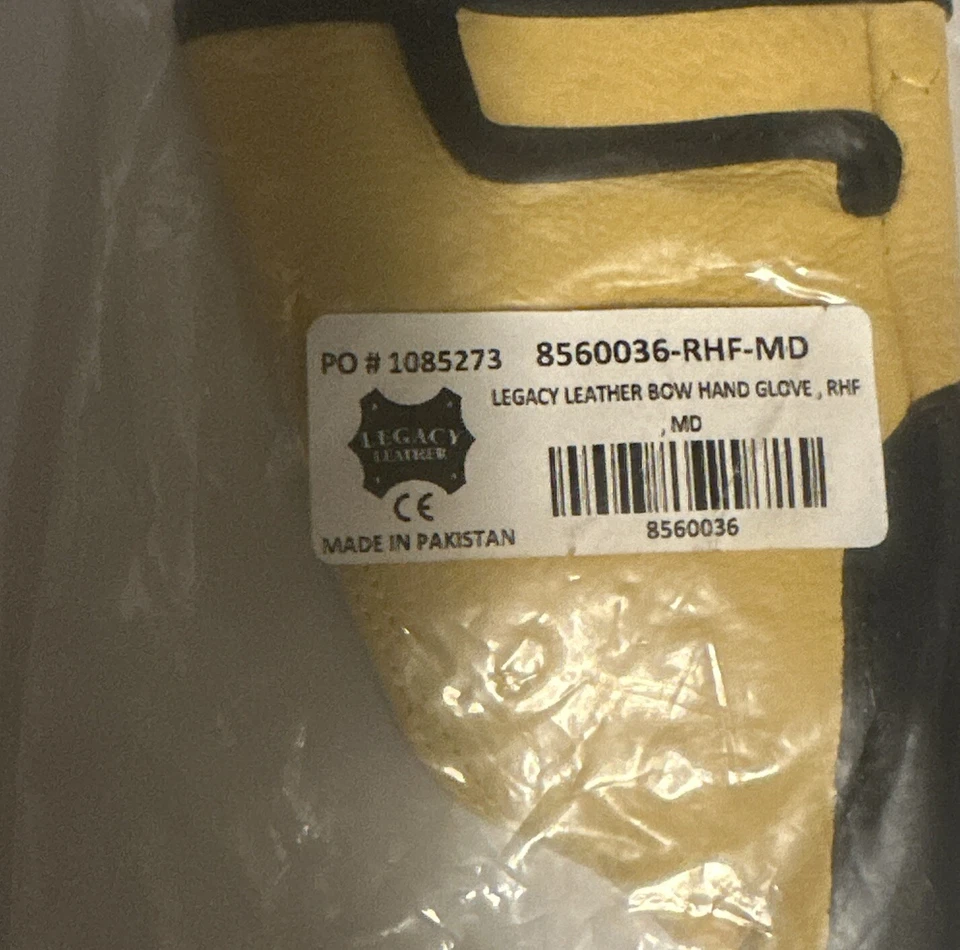 PO # 1085273 8560036-RHF-MD
LEGACY LEATHER BOW HAND GLOVE , RHF
, MD
LEGACY
LEATHER
CE
MADE IN PAKISTAN
8560036